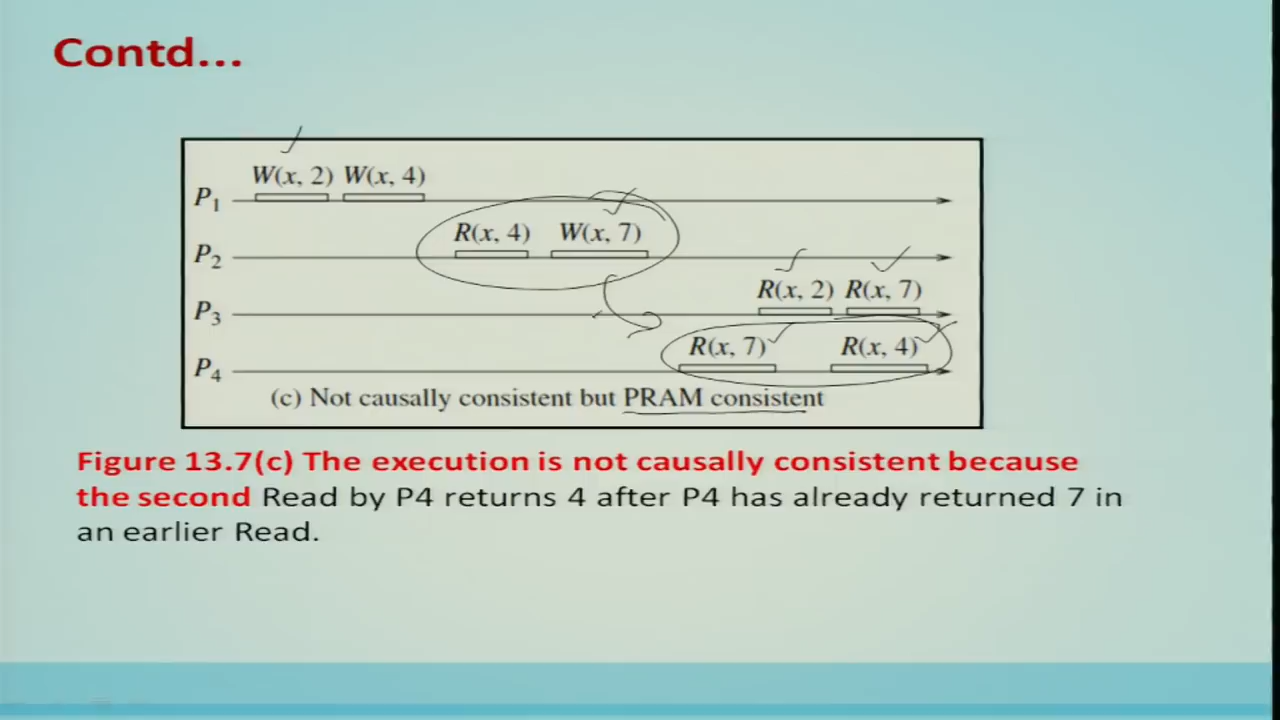 Contd...
W(x, 2) W(x, 4)
P1
R(x, 4) W(x, 7)
P2
R(x, 2) R(x, 7)
P3
R(x, 7) R(x, 4)
P4
(c) Not causally consistent but PRAM consistent
Figure 13.7(c) The execution is not causally consistent because
the second Read by P4 returns 4 after P4 has already returned 7 in
an earlier Read.